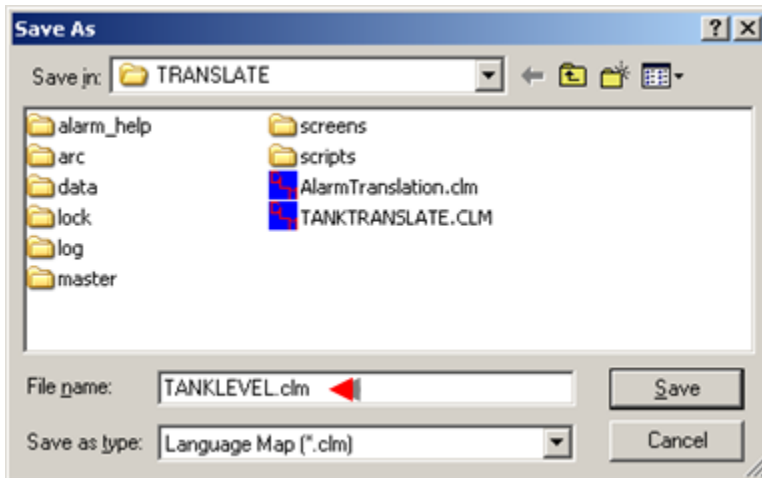 Save As
Save in: TRANSLATE
alarm_help
arc
data
lock
log
master
screens
scripts
AlarmTranslation.clm
TANKTRANSLATE.CLM
File name: TANKLEVEL.clm Save
Save as type: Language Map (*.clm) Cancel